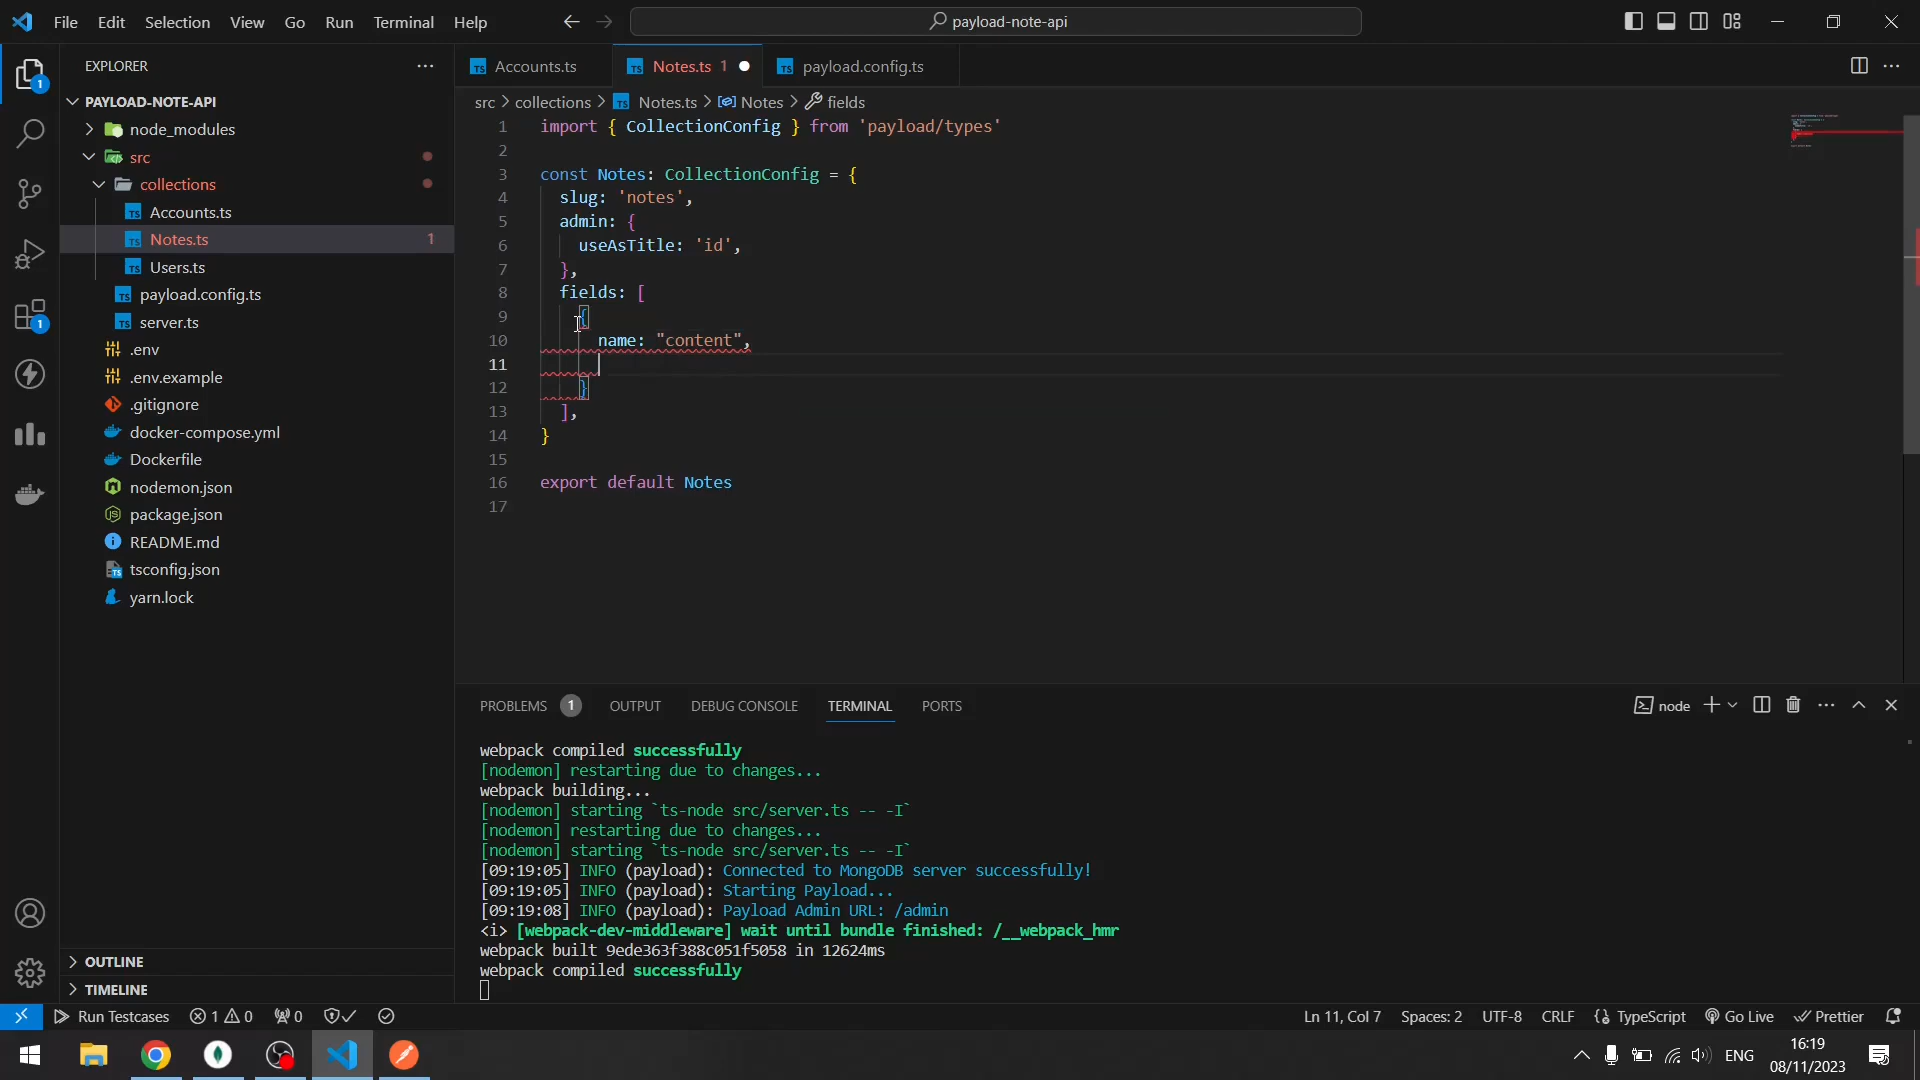 File Edit Selection View Go Run Terminal Help
payload-note-api
EXPLORER
PAYLOAD-NOTE-API
node_modules
src
collections
Accounts.ts
Notes.ts 1
Users.ts
payload.config.ts
server.ts
.env
.env.example
.gitignore
docker-compose.yml
Dockerfile
nodemon.json
package.json
README.md
tsconfig.json
yarn.lock
OUTLINE
TIMELINE
1
1
TS Accounts.ts
TS Notes.ts 1
TS payload.config.ts
src > collections > TS Notes.ts > Notes > fields
1 import { CollectionConfig } from 'payload/types'
2
3 const Notes: CollectionConfig = {
4 slug: 'notes',
5 admin: {
6 useAsTitle: 'id',
7 },
8 fields: [
9 {
10 name: "content",
11
12 }
13 ],
14 }
15
16 export default Notes
17
PROBLEMS 1 OUTPUT DEBUG CONSOLE TERMINAL PORTS
node
webpack compiled successfully
[nodemon] restarting due to changes...
webpack building...
[nodemon] starting `ts-node src/server.ts -- -I`
[nodemon] restarting due to changes...
[nodemon] starting `ts-node src/server.ts -- -I`
[09:19:05] INFO (payload): Connected to MongoDB server successfully!
[09:19:05] INFO (payload): Starting Payload...
[09:19:08] INFO (payload): Payload Admin URL: /admin
<i> [webpack-dev-middleware] wait until bundle finished: /__webpack_hmr
webpack built 9ede363f388c051f5058 in 12624ms
webpack compiled successfully
Run Testcases 1 0 0
Ln 11, Col 7 Spaces: 2 UTF-8 CRLF {} TypeScript Go Live Prettier
ENG
16:19
08/11/2023